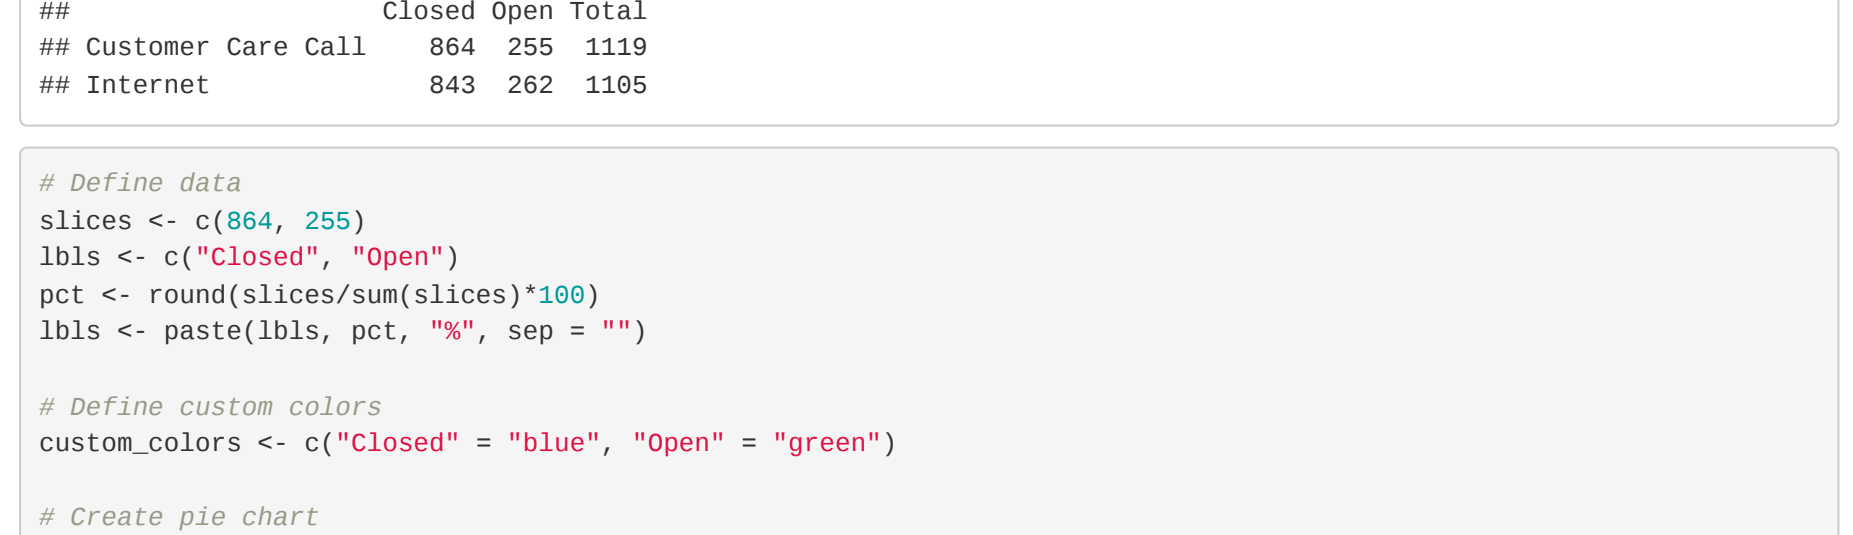 ##                    Closed Open Total
## Customer Care Call    864  255  1119
## Internet              843  262  1105
# Define data
slices <- c(864, 255)
lbls <- c("Closed", "Open")
pct <- round(slices/sum(slices)*100)
lbls <- paste(lbls, pct, "%", sep = "")
# Define custom colors
custom_colors <- c("Closed" = "blue", "Open" = "green")
# Create pie chart